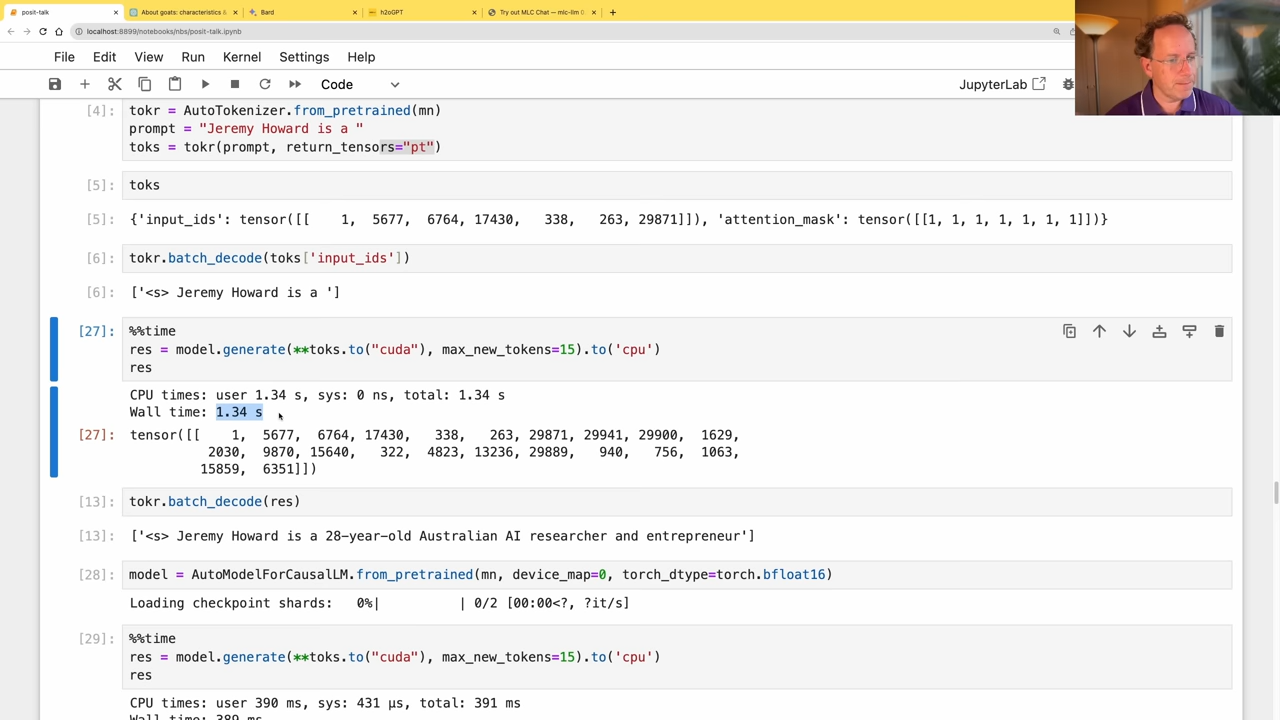 posit-talk
About goats: characteristics &
Bard
h2oGPT
Try out MLC Chat — mlc-llm 0
localhost:8899/notebooks/nbs/posit-talk.ipynb
File Edit View Run Kernel Settings Help
Code
JupyterLab
[4]: tokr = AutoTokenizer.from_pretrained(mn)
prompt = "Jeremy Howard is a "
toks = tokr(prompt, return_tensors="pt")
[5]: toks
[5]: {'input_ids': tensor([[    1,  5677,  6764, 17430,   338,   263, 29871]]), 'attention_mask': tensor([[1, 1, 1, 1, 1, 1, 1]])}
[6]: tokr.batch_decode(toks['input_ids'])
[6]: ['<s> Jeremy Howard is a ']
[27]: %%time
res = model.generate(**toks.to("cuda"), max_new_tokens=15).to('cpu')
res
CPU times: user 1.34 s, sys: 0 ns, total: 1.34 s
Wall time: 1.34 s
[27]: tensor([[    1,  5677,  6764, 17430,   338,   263, 29871, 29941, 29900,  1629,
2030,  9870, 15640,   322,  4823, 13236, 29889,   940,   756,  1063,
15859,  6351]])
[13]: tokr.batch_decode(res)
[13]: ['<s> Jeremy Howard is a 28-year-old Australian AI researcher and entrepreneur']
[28]: model = AutoModelForCausalLM.from_pretrained(mn, device_map=0, torch_dtype=torch.bfloat16)
Loading checkpoint shards:   0%|          | 0/2 [00:00<?, ?it/s]
[29]: %%time
res = model.generate(**toks.to("cuda"), max_new_tokens=15).to('cpu')
res
CPU times: user 390 ms, sys: 431 µs, total: 391 ms
Wall time: 389 ms